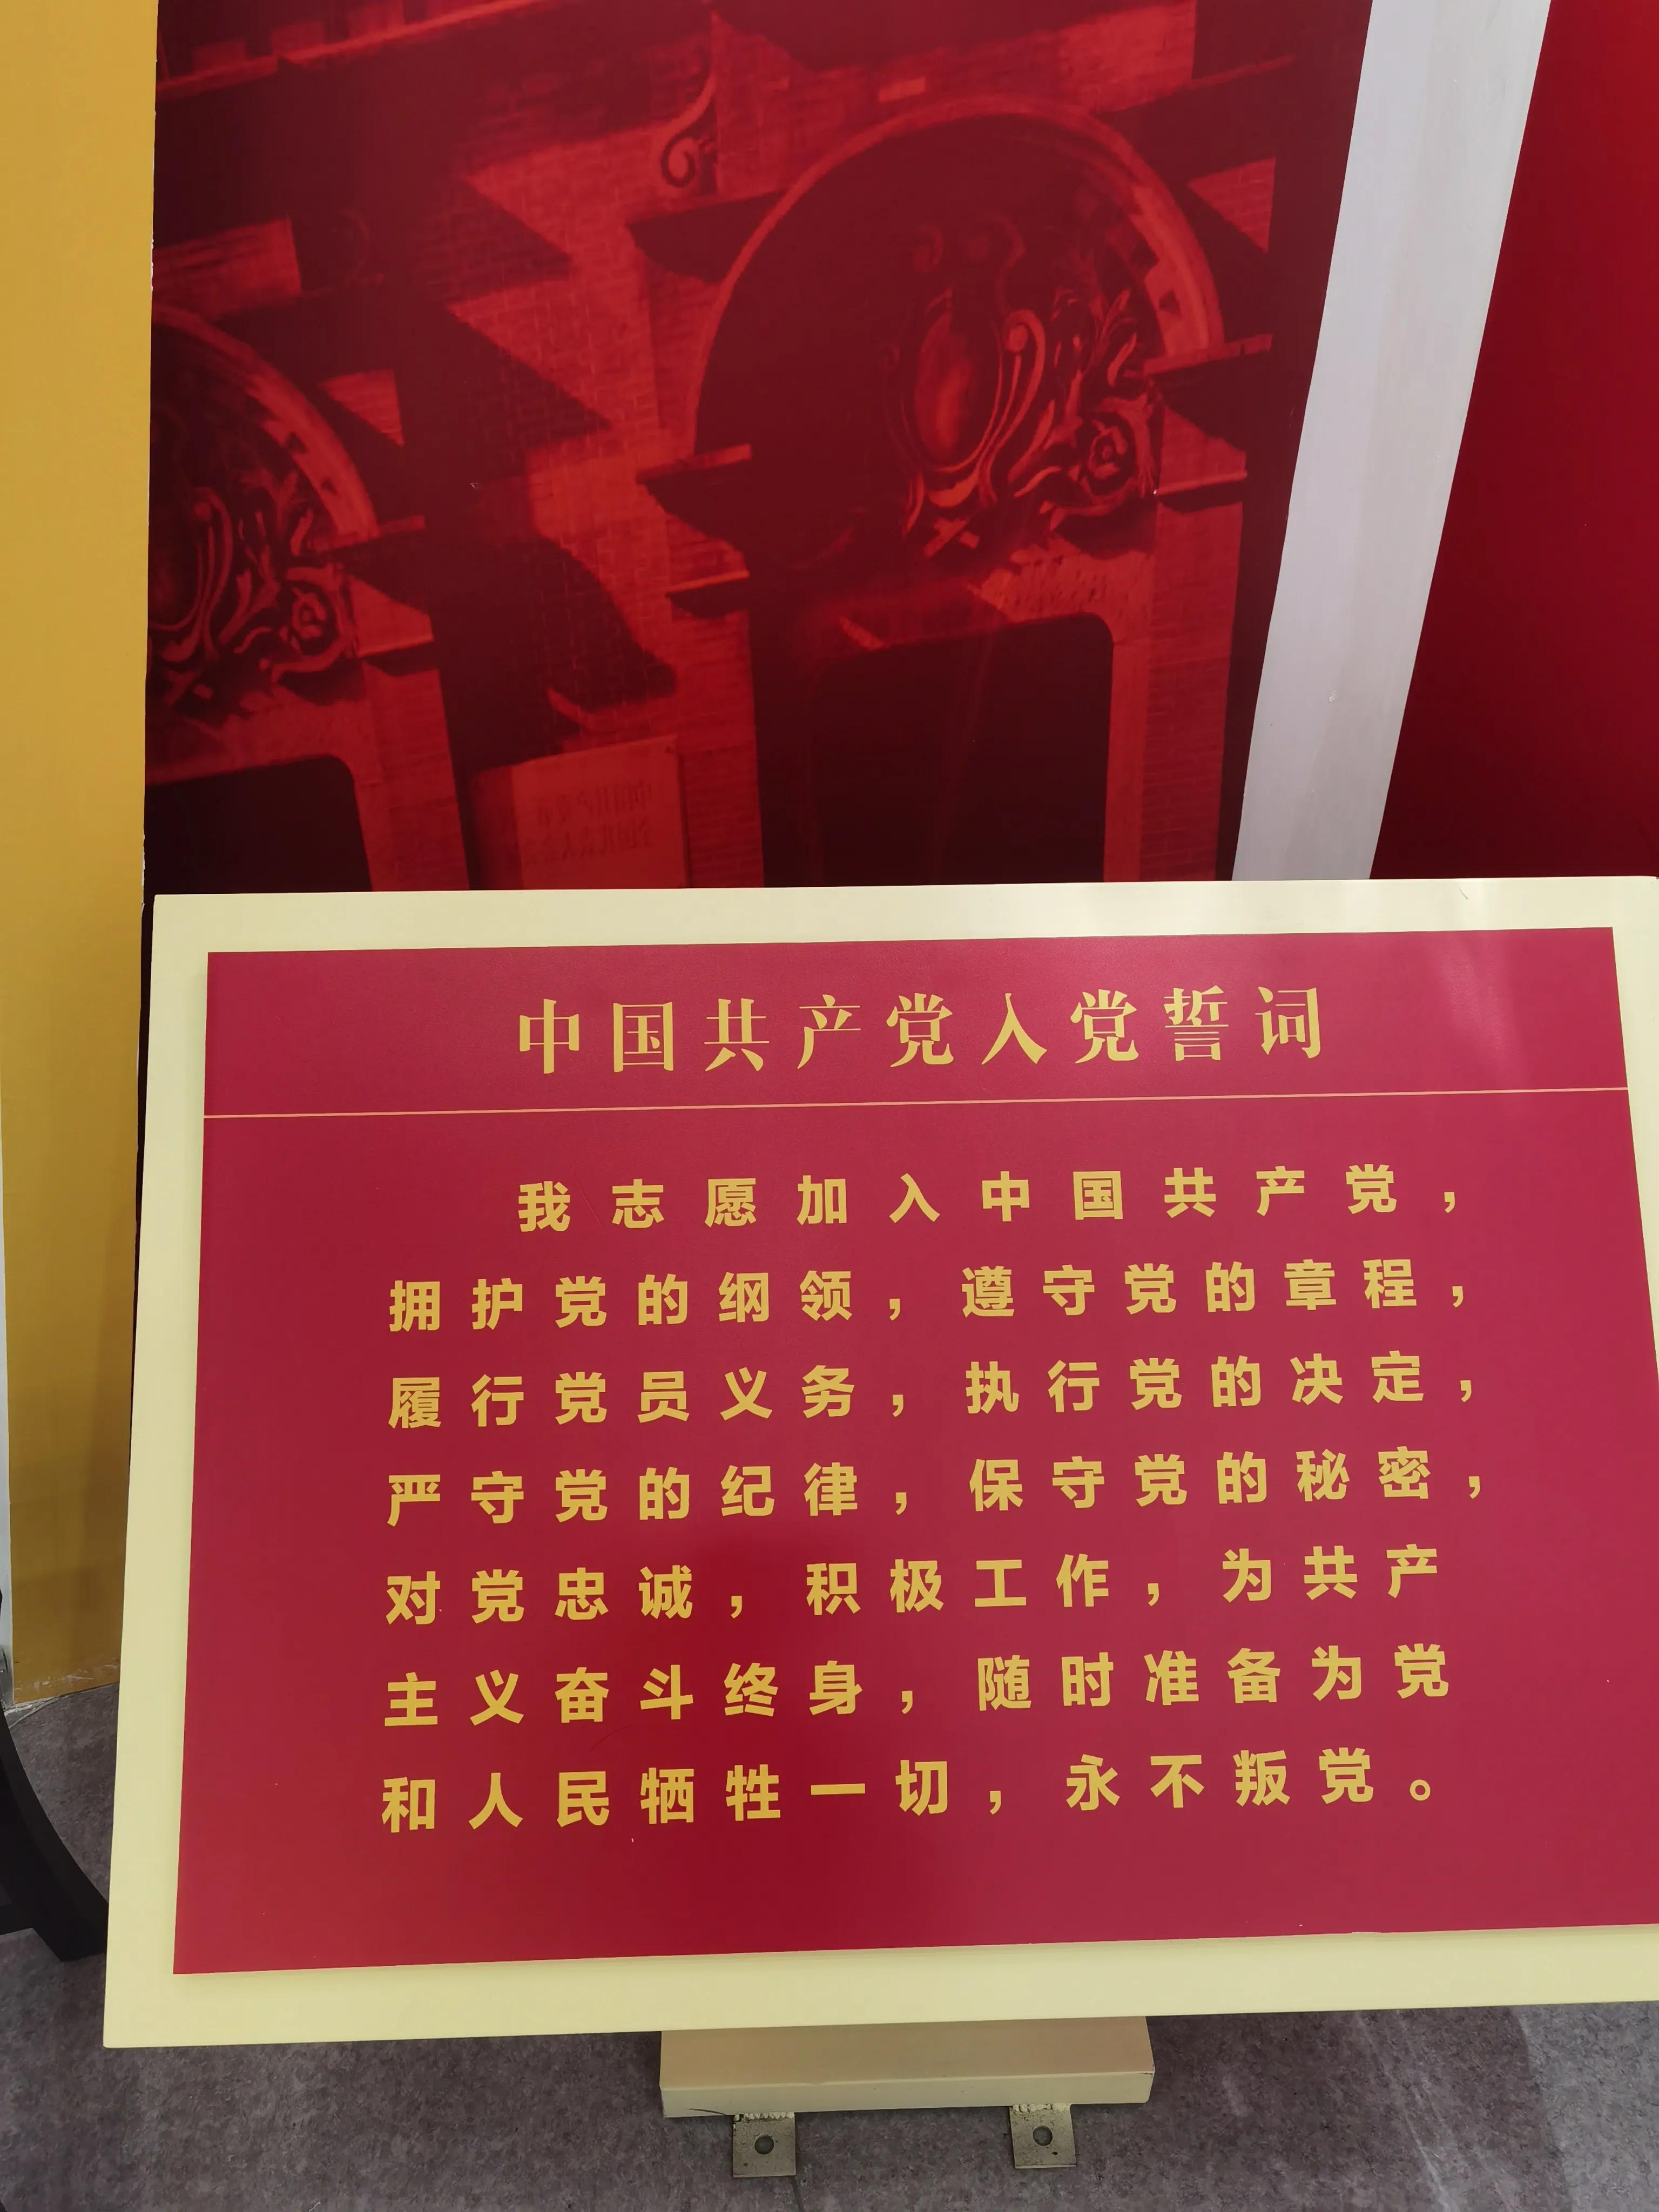 中国共产党入党誓词
我志愿加入中国共产党，
拥护党的纲领，遵守党的章程，
履行党员义务，执行党的决定，
严守党的纪律，保守党的秘密，
对党忠诚，积极工作，为共产
主义奋斗终身，随时准备为党
和人民牺牲一切，永不叛党。